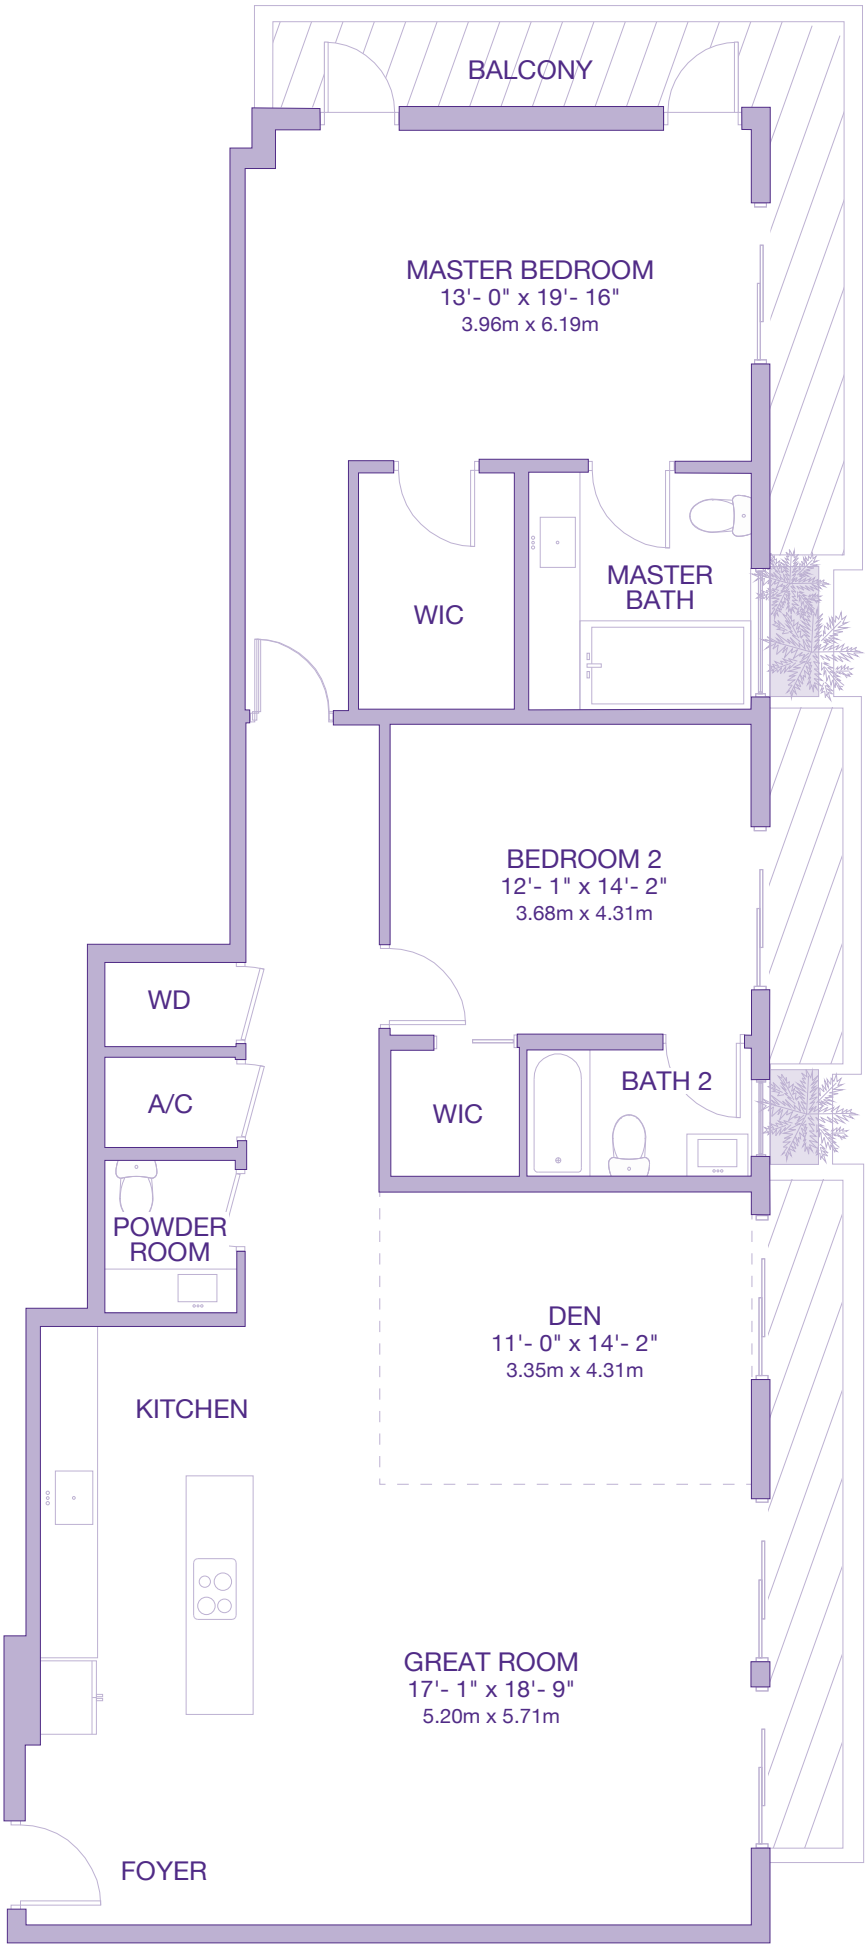 BALCONY
MASTER BEDROOM
13'- 0" x 19'- 16"
3.96m x 6.19m
MASTER
BATH
WIC
BEDROOM 2
12'- 1" x 14'- 2"
3.68m x 4.31m
WD
A/C
BATH 2
WIC
POWDER
ROOM
DEN
11'- 0" x 14'- 2"
3.35m x 4.31m
KITCHEN
GREAT ROOM
17'- 1" x 18'- 9"
5.20m x 5.71m
FOYER